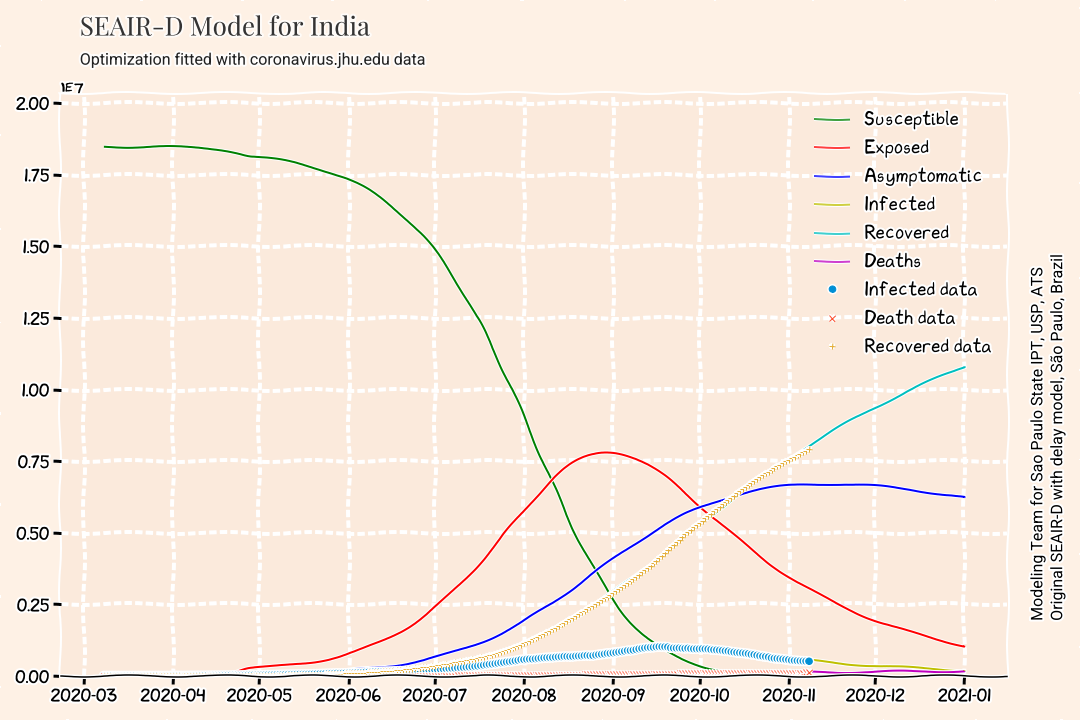 SEAIR-D Model for India
Optimization fitted with coronavirus.jhu.edu data
1E7
2.00
1.75
1.50
1.25
1.00
0.75
0.50
0.25
0.00
2020-03 2020-04 2020-05 2020-06 2020-07 2020-08 2020-09 2020-10 2020-11 2020-12 2021-01
Susceptible
Exposed
Asymptomatic
Infected
Recovered
Deaths
Infected data
Death data
Recovered data
Modeling Team for Sao Paulo State IPT, USP, ATS
Original SEAIR-D with delay model, São Paulo, Brazil